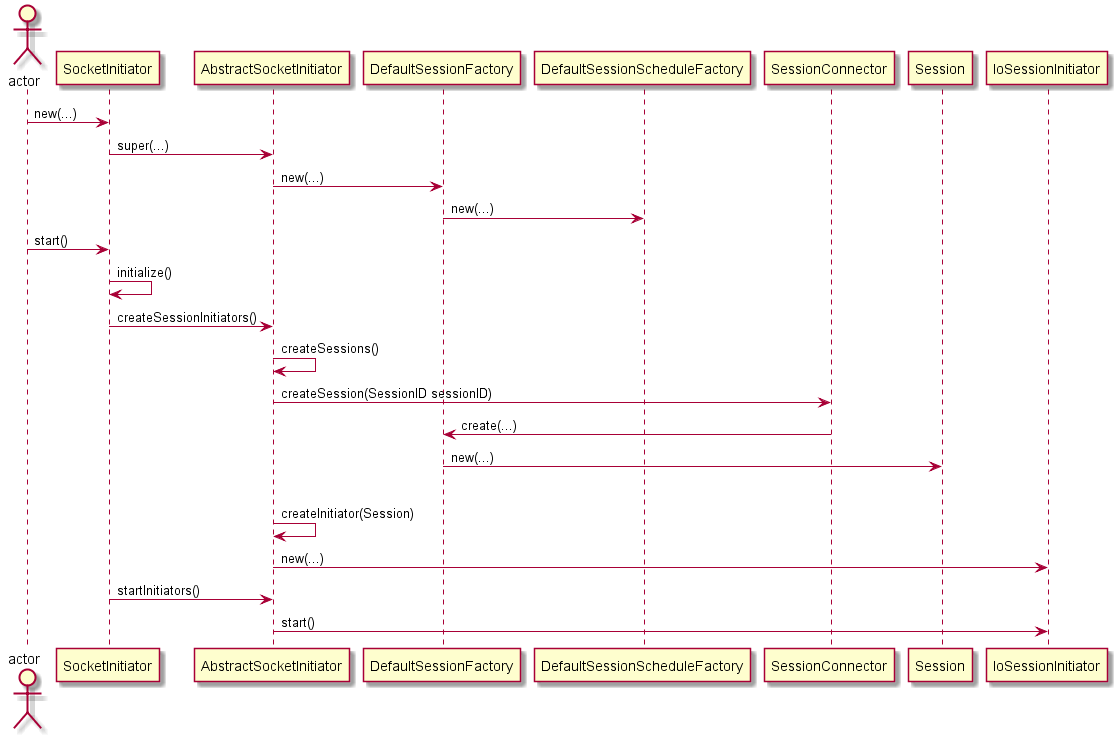 actor
SocketInitiator
AbstractSocketInitiator
DefaultSessionFactory
DefaultSessionScheduleFactory
SessionConnector
Session
IoSessionInitiator
new(...)
super(...)
new(...)
new(...)
start()
initialize()
createSessionInitiators()
createSessions()
createSession(SessionID sessionID)
create(...)
new(...)
createInitiator(Session)
new(...)
startInitiators()
start()
actor
SocketInitiator
AbstractSocketInitiator
DefaultSessionFactory
DefaultSessionScheduleFactory
SessionConnector
Session
IoSessionInitiator